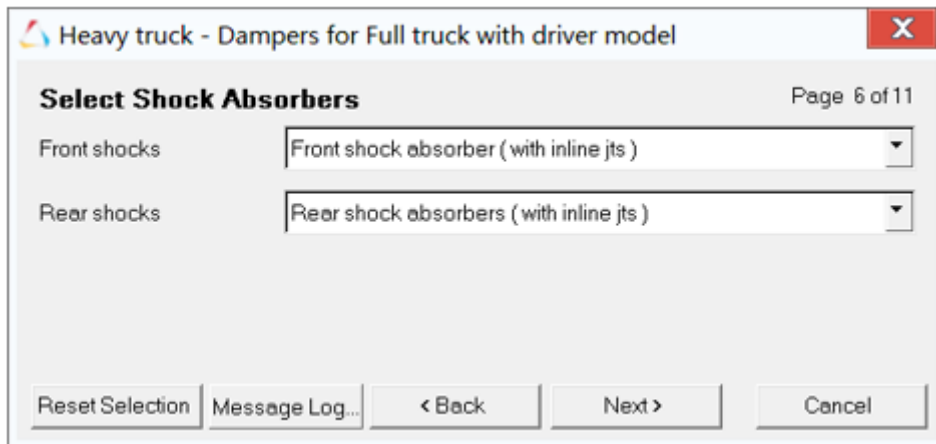 Heavy truck - Dampers for Full truck with driver model
X
Select Shock Absorbers
Page 6 of 11
Front shocks
Front shock absorber ( with inline jts )
Rear shocks
Rear shock absorbers ( with inline jts )
Reset Selection
Message Log...
< Back
Next >
Cancel